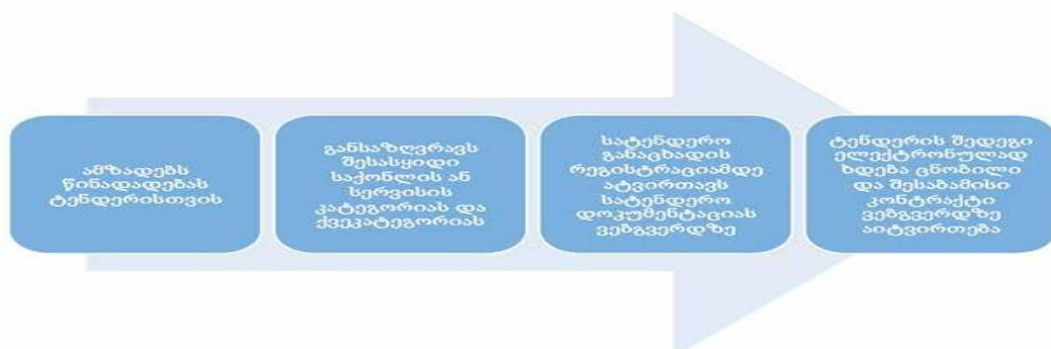 ამზადებს
წინადადებას
ტენდერისთვის
განსაზღვრავს
შესასყიდი
საქონლის ან
სერვისის
კატეგორიას და
ქვეკატეგორიას
სატენდერო
განაცხადის
რეგისტრაციამდე
ატვირთავს
სატენდერო
დოკუმენტაციას
ვებგვერდზე
ტენდერის შედეგი
ელექტრონულად
ხდება ცნობილი
და შესაბამისი
კონტრაქტი
ვებგვერდზე
აიტვირთება